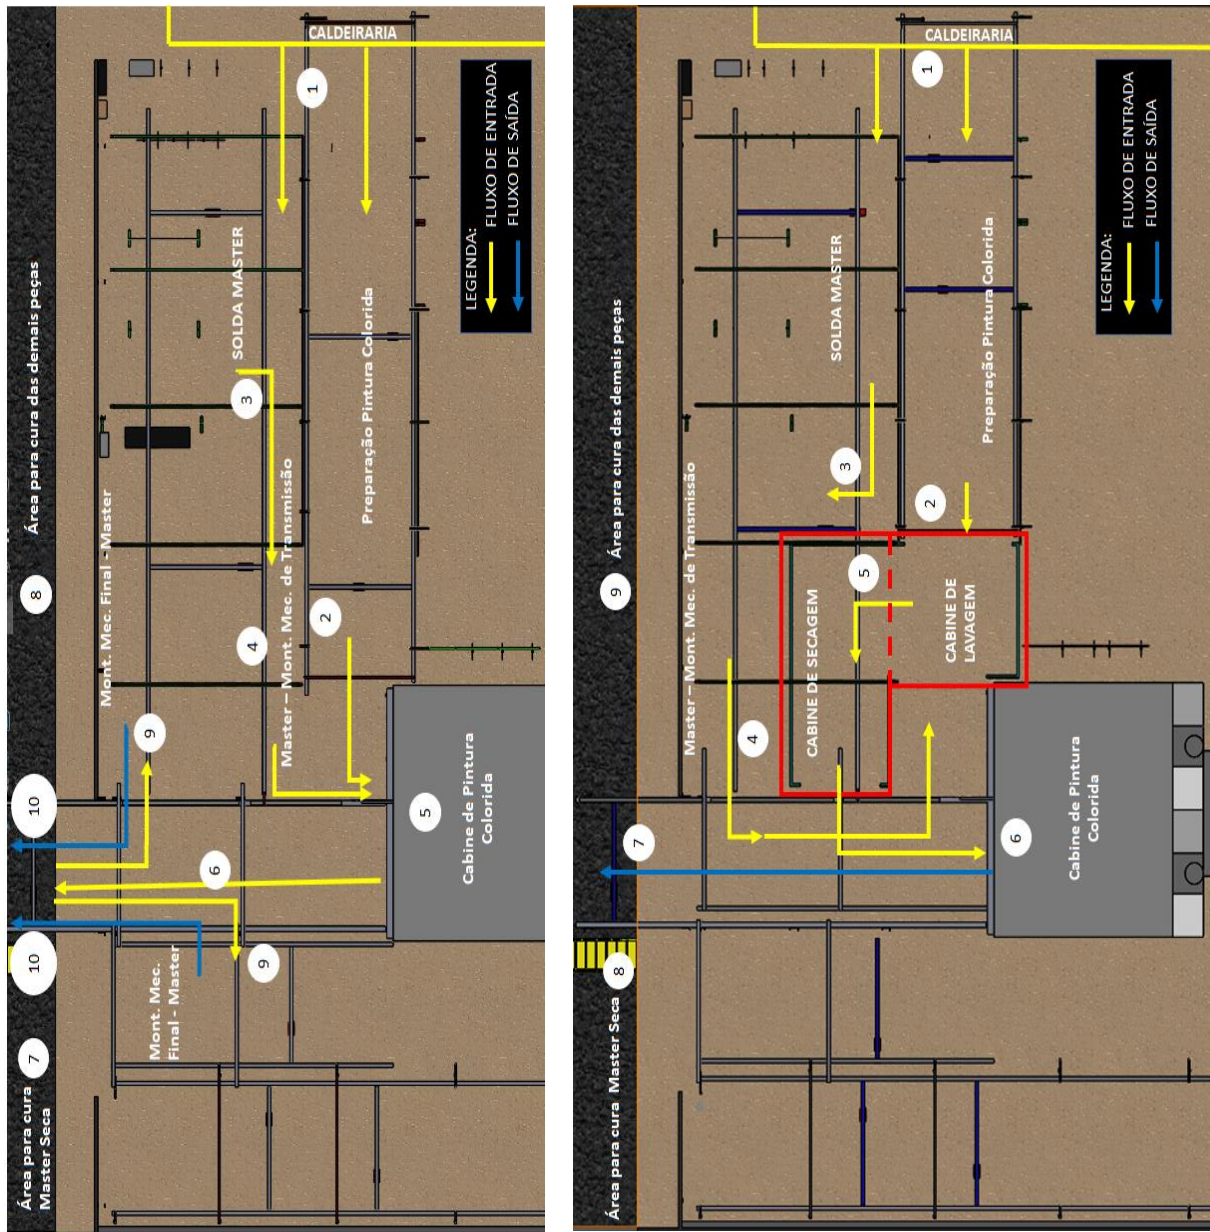 CALDEIRARIA
1
LEGENDA:
FLUXO DE ENTRADA
FLUXO DE SAÍDA
SOLDA MASTER
3
Preparação Pintura Colorida
Área para cura das demais peças
8
Mont. Mec. Final - Master
Master – Mont. Mec. de Transmissão
4
2
9
10
5
Cabine de Pintura
Colorida
6
10
9
Mont. Mec.
Final - Master
7
Área para cura
Master Seca
CALDEIRARIA
1
LEGENDA:
FLUXO DE ENTRADA
FLUXO DE SAÍDA
SOLDA MASTER
3
Preparação Pintura Colorida
2
9
Área para cura das demais peças
Master – Mont. Mec. de Transmissão
5
CABINE DE SECAGEM
CABINE DE
LAVAGEM
4
7
6
Cabine de Pintura
Colorida
8
Área para cura Master Seca